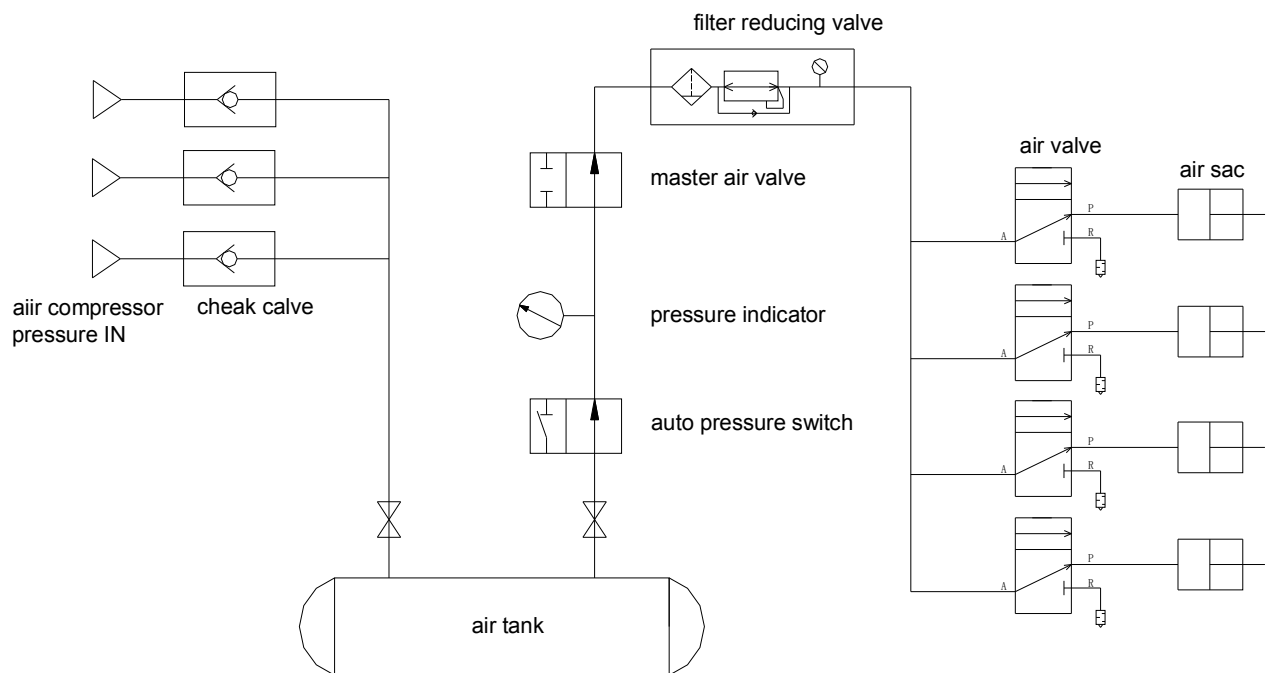 filter reducing valve
air valve
air sac
master air valve
P
A
R
aiir compressor
pressure IN
cheak calve
pressure indicator
P
A
R
auto pressure switch
P
A
R
P
A
R
air tank